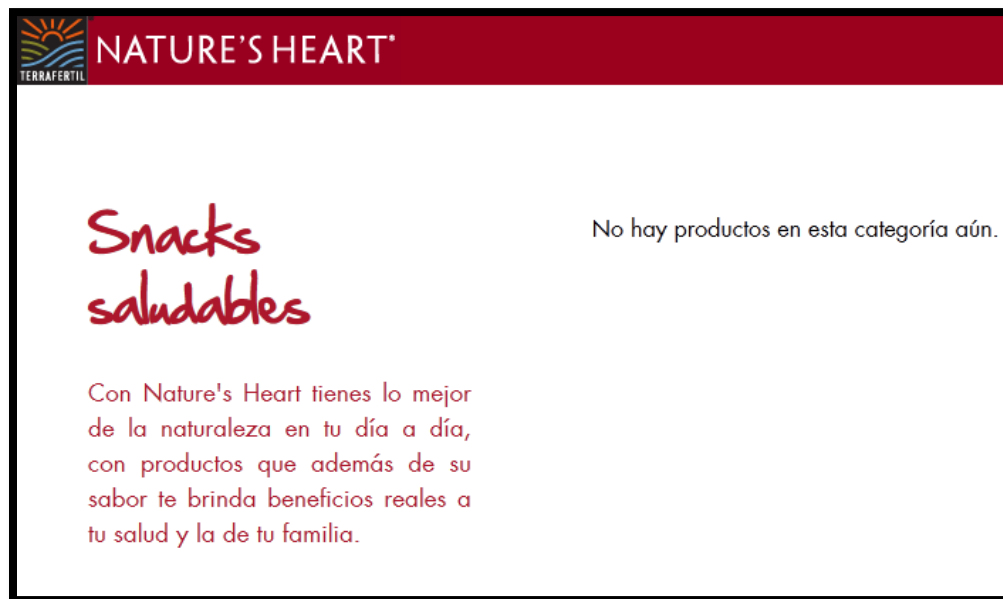 TERRAFERTIL
NATURE'S HEART®
Snacks
saludables
Con Nature's Heart tienes lo mejor
de la naturaleza en tu día a día,
con productos que además de su
sabor te brinda beneficios reales a
tu salud y la de tu familia.
No hay productos en esta categoría aún.